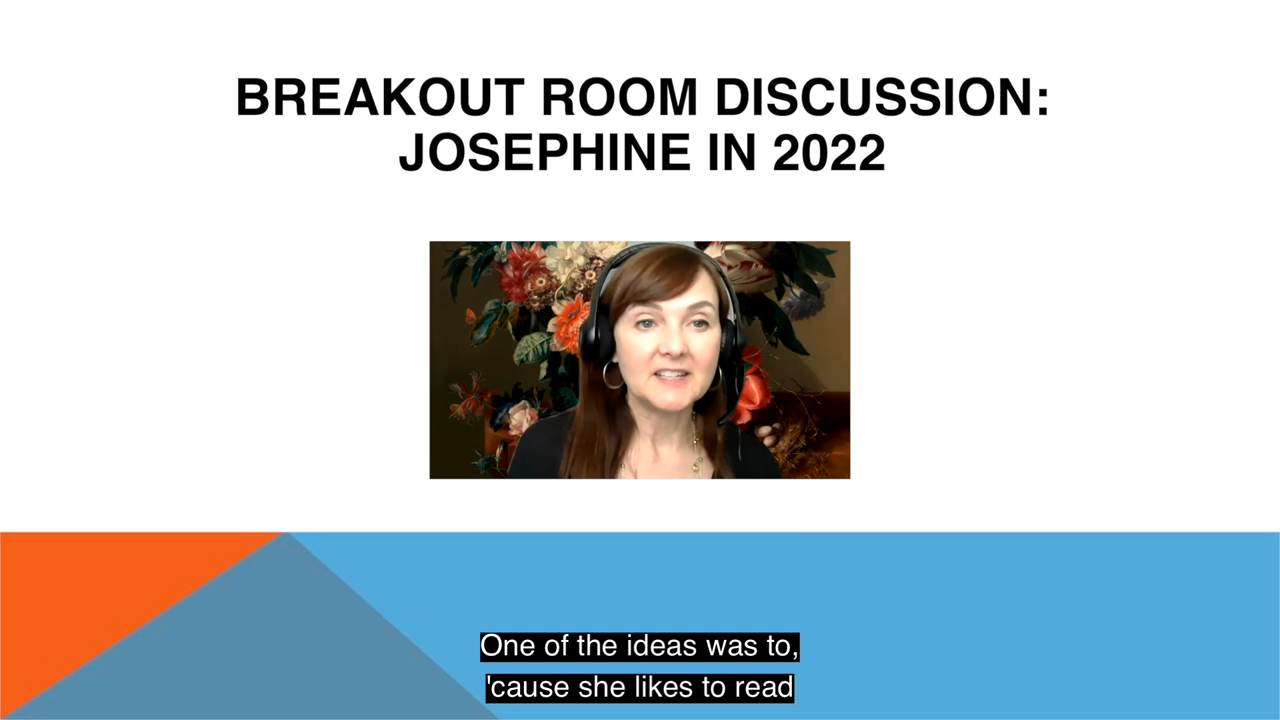 BREAKOUT ROOM DISCUSSION:
JOSEPHINE IN 2022
One of the ideas was to,
'cause she likes to read